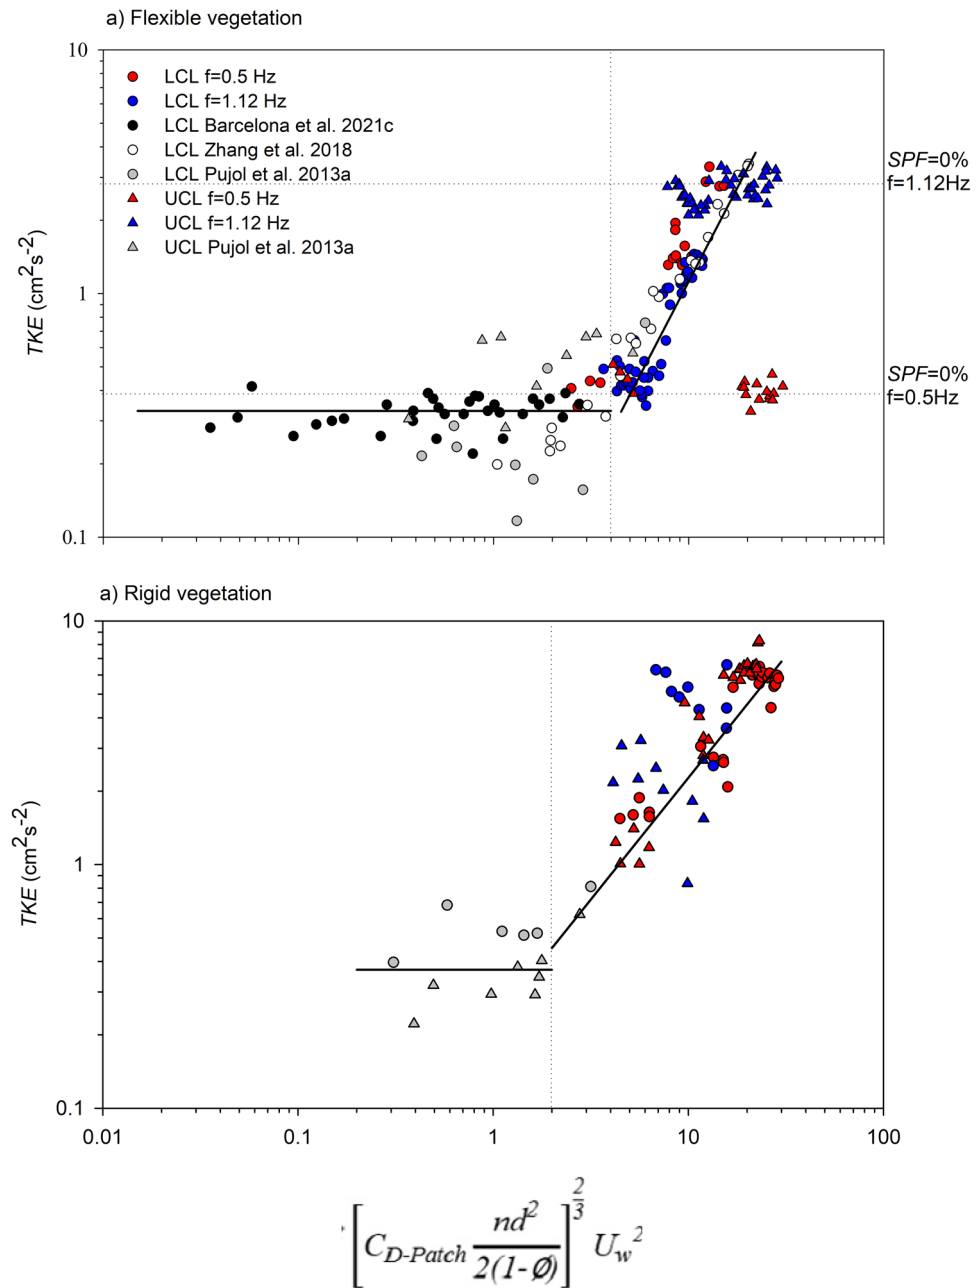 a) Flexible vegetation
10
LCL f=0.5 Hz
LCL f=1.12 Hz
LCL Barcelona et al. 2021c
LCL Zhang et al. 2018
LCL Pujol et al. 2013a
UCL f=0.5 Hz
UCL f=1.12 Hz
UCL Pujol et al. 2013a
SPF=0%
f=1.12Hz
TKE (cm²s⁻²)
1
SPF=0%
f=0.5Hz
0.1
a) Rigid vegetation
10
TKE (cm²s⁻²)
1
0.1
0.01 0.1 1 10 100
[C_{D-Patch} nd²/2(1-Ø)]^{2/3} U_w²